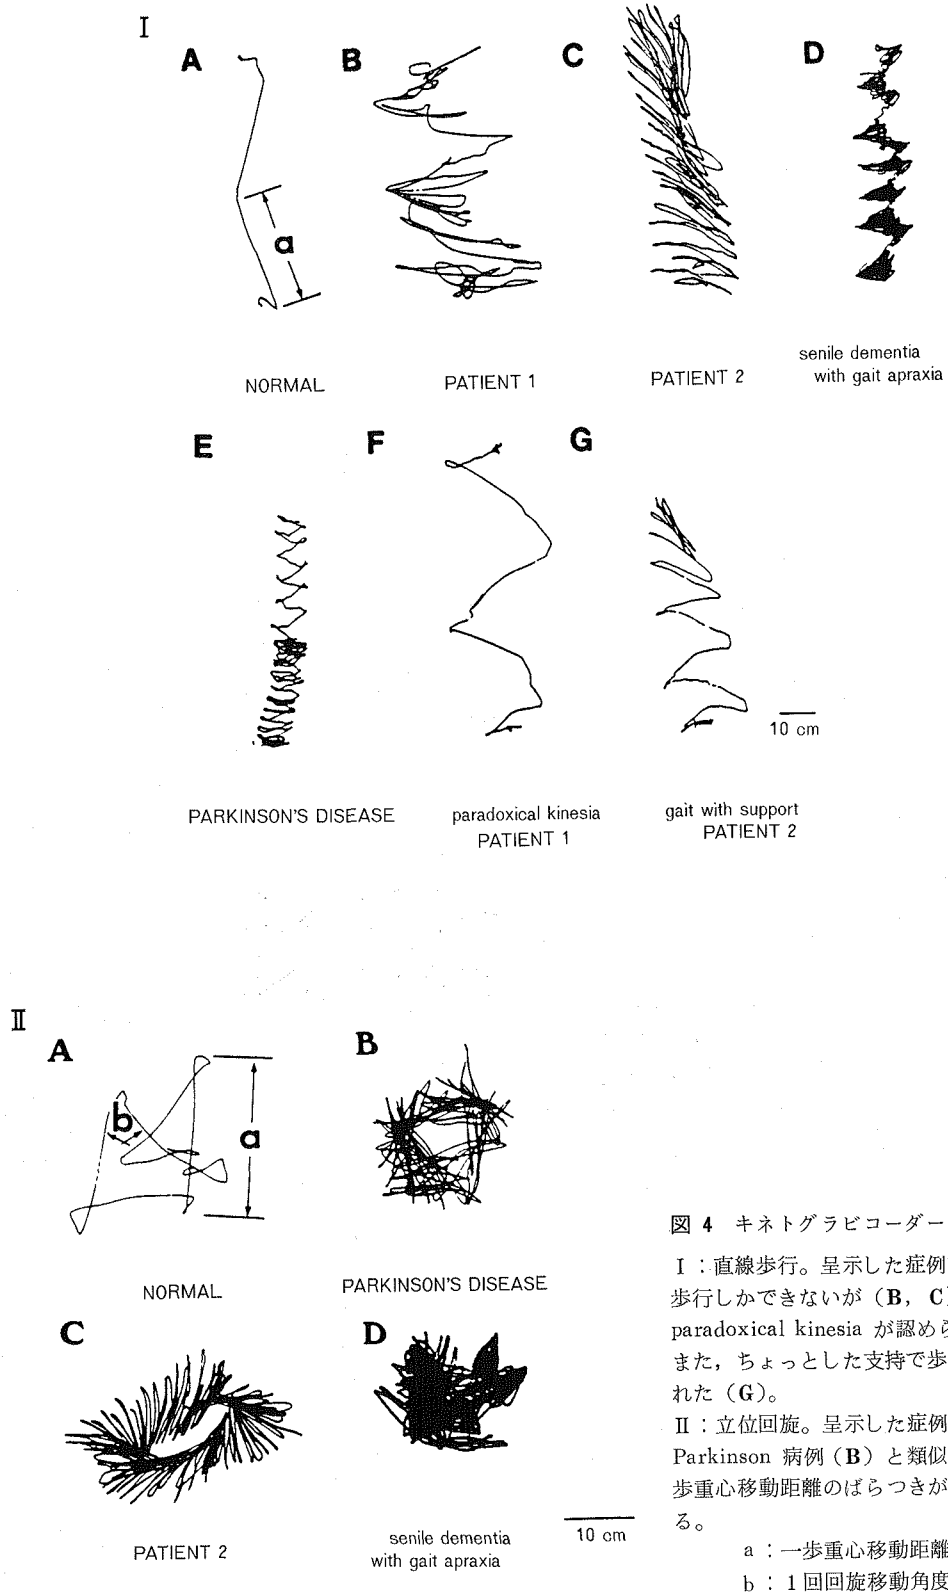 I
A B C D
a
NORMAL PATIENT 1 PATIENT 2 senile dementia
with gait apraxia
E F G
10 cm
PARKINSON'S DISEASE paradoxical kinesia gait with support
PATIENT 1 PATIENT 2
II
A B
b a
NORMAL PARKINSON'S DISEASE
C D
10 cm
PATIENT 2 senile dementia
with gait apraxia
図 4 キネトグラビコーダー
I:直線歩行。呈示した症例
歩行しかできないが(B, C
paradoxical kinesia が認め
また,ちょっとした支持で歩
れた(G)。
II:立位回旋。呈示した症例
Parkinson 病例(B)と類似
歩重心移動距離のばらつきが
る。
a:一歩重心移動距離
b:1回回旋移動角度